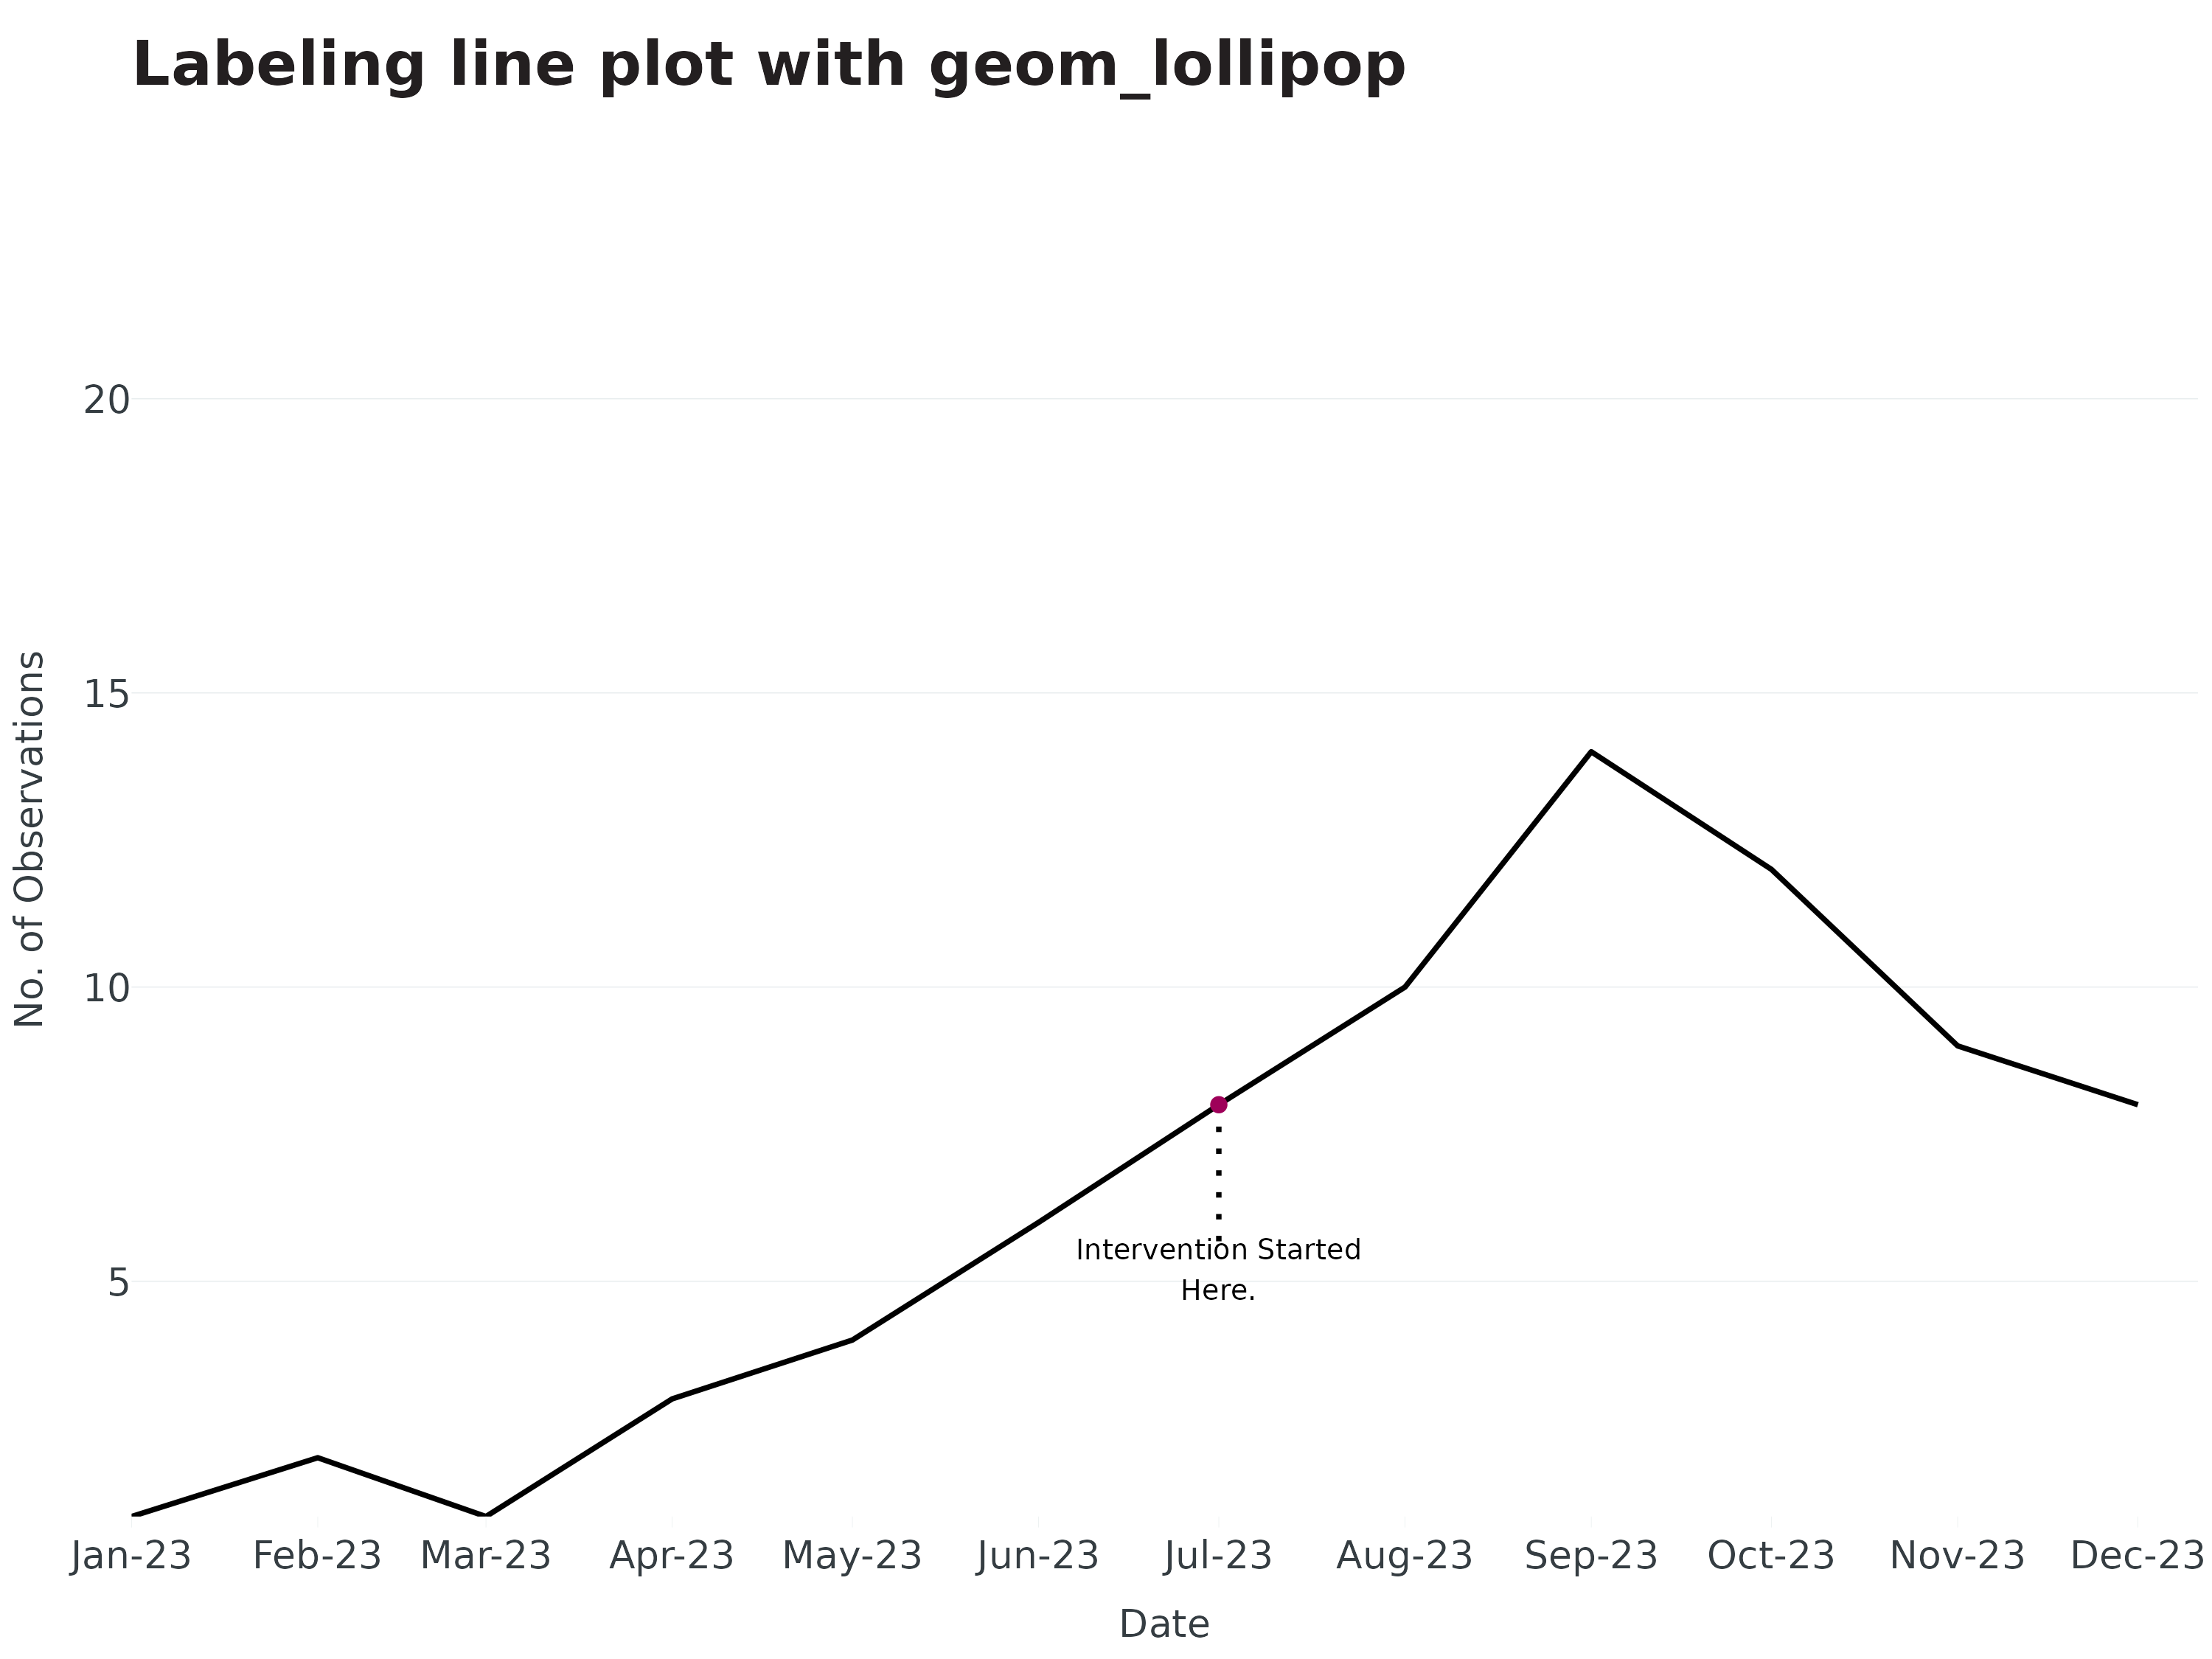 Labeling line plot with geom_lollipop
20
15
10
5
No. of Observations
Intervention Started
Here.
Jan-23 Feb-23 Mar-23 Apr-23 May-23 Jun-23 Jul-23 Aug-23 Sep-23 Oct-23 Nov-23 Dec-23
Date